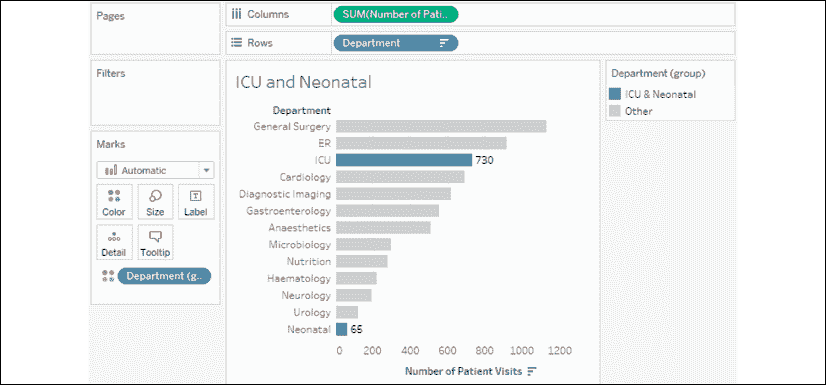 Pages
Columns
SUM(Number of Pati..
Rows
Department
Filters
Marks
Automatic
Color
Size
Label
Detail
Tooltip
Department (g..
ICU and Neonatal
Department
General Surgery
ER
ICU
730
Cardiology
Diagnostic Imaging
Gastroenterology
Anaesthetics
Microbiology
Nutrition
Haematology
Neurology
Urology
Neonatal
65
0 200 400 600 800 1000 1200
Number of Patient Visits
Department (group)
ICU & Neonatal
Other